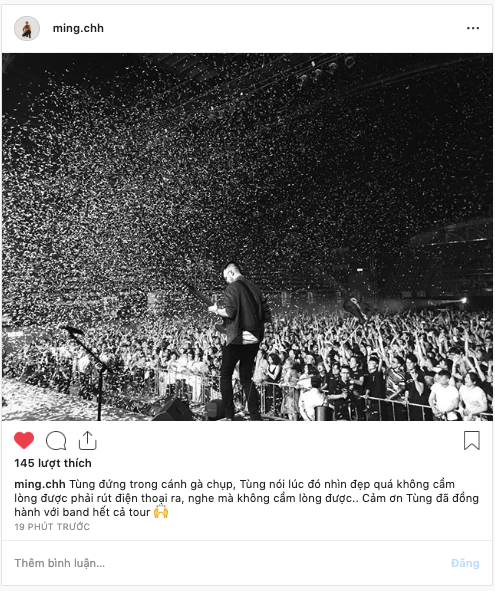 ming.chh
145 lượt thích
ming.chh Tùng đứng trong cánh gà chụp, Tùng nói lúc đó nhìn đẹp quá không cầm
lòng được phải rút điện thoại ra, nghe mà không cầm lòng được.. Cảm ơn Tùng đã đồng
hành với band hết cả tour 🙌
19 PHÚT TRƯỚC
Thêm bình luận...
Đăng